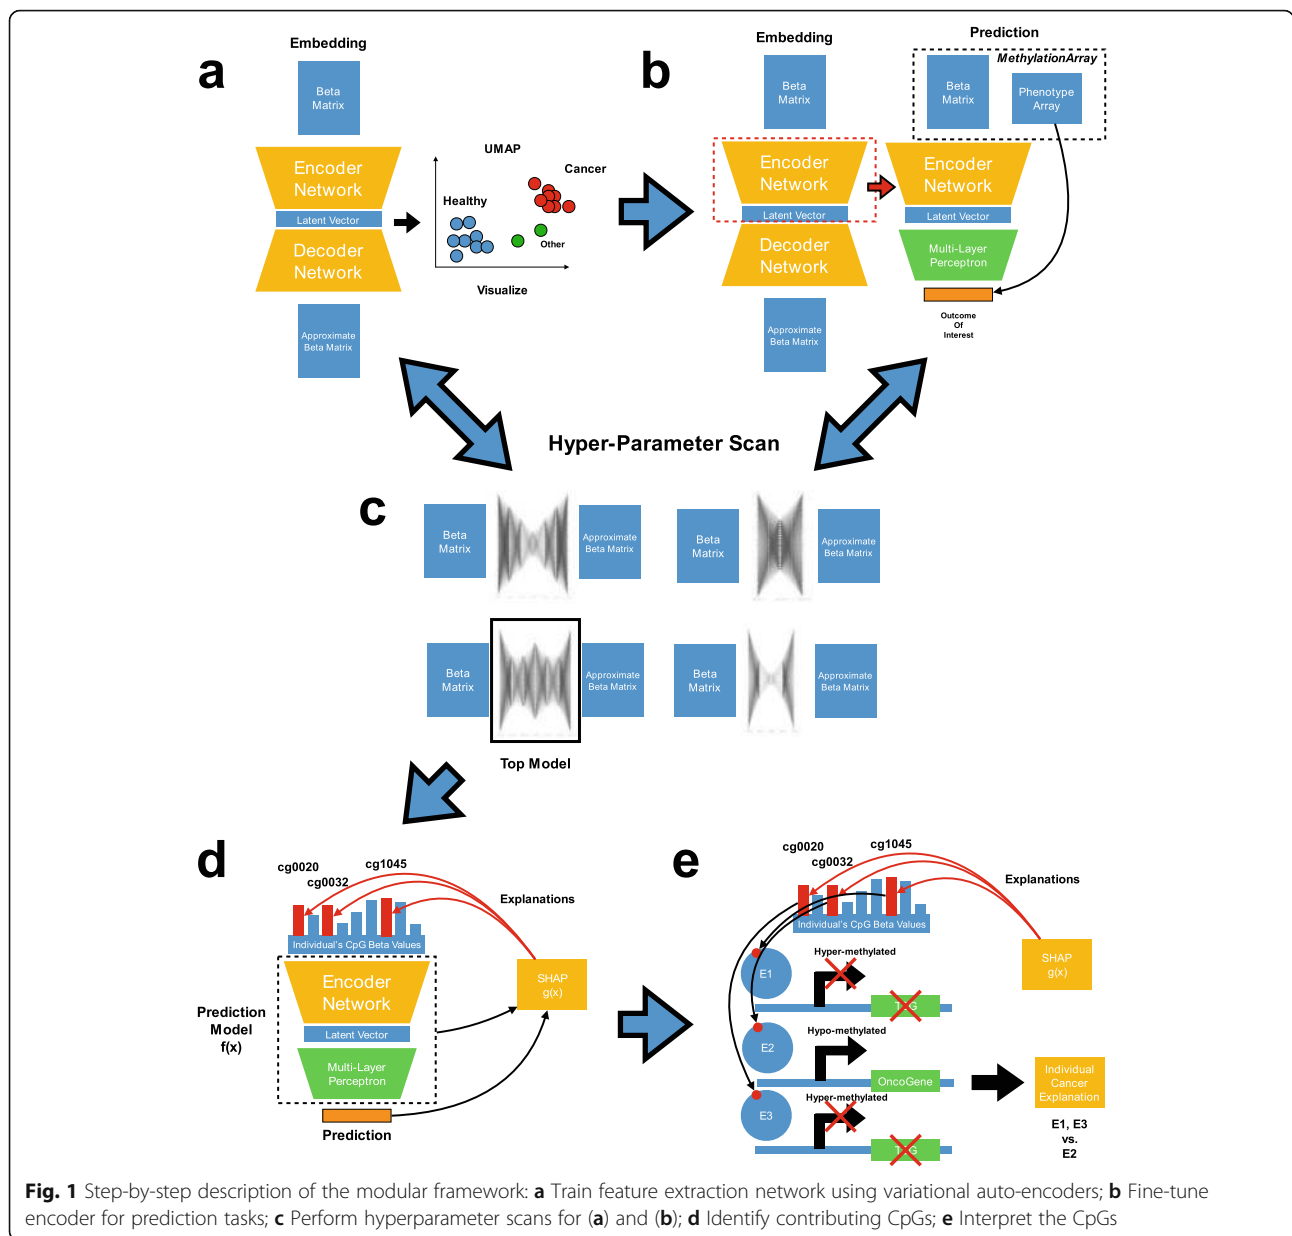 a
Embedding
Beta
Matrix
Encoder
Network
Latent Vector
Decoder
Network
Approximate
Beta Matrix
UMAP
Cancer
Healthy
Other
Visualize
b
Embedding
Beta
Matrix
Encoder
Network
Latent Vector
Decoder
Network
Approximate
Beta Matrix
Prediction
MethylationArray
Beta
Matrix
Phenotype
Array
Encoder
Network
Latent Vector
Multi-Layer
Perceptron
Outcome
Of
Interest
Hyper-Parameter Scan
c
Beta
Matrix
Approximate
Beta Matrix
Beta
Matrix
Approximate
Beta Matrix
Beta
Matrix
Approximate
Beta Matrix
Beta
Matrix
Approximate
Beta Matrix
Top Model
d
cg0020
cg0032
cg1045
Explanations
Individual's CpG Beta Values
Encoder
Network
Latent Vector
Multi-Layer
Perceptron
Prediction
Model
f(x)
SHAP
g(x)
Prediction
e
cg0020
cg0032
cg1045
Explanations
Individual's CpG Beta Values
SHAP
g(x)
E1
Hyper-methylated
E2
Hypo-methylated
OncoGene
E3
Hyper-methylated
Individual
Cancer
Explanation
E1, E3
vs.
E2
Fig. 1 Step-by-step description of the modular framework: a Train feature extraction network using variational auto-encoders; b Fine-tune
encoder for prediction tasks; c Perform hyperparameter scans for (a) and (b); d Identify contributing CpGs; e Interpret the CpGs